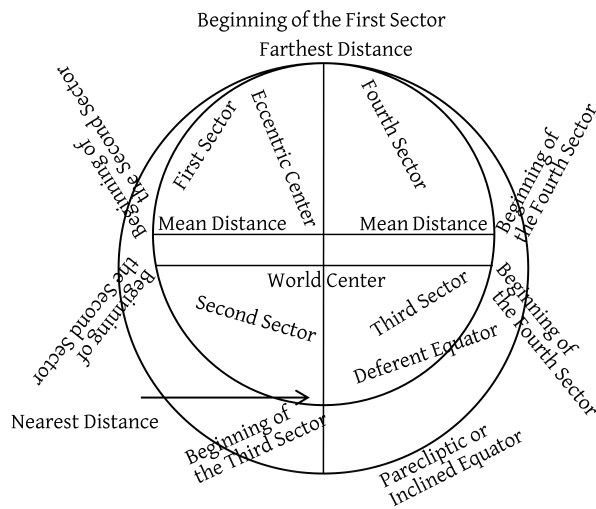 Beginning of the First Sector
Farthest Distance
Beginning of
the Second Sector
First Sector
Eccentric Center
Fourth Sector
Beginning of
the Fourth Sector
Mean Distance
Mean Distance
World Center
Beginning of
the Second Sector
Second Sector
Third Sector
Beginning of
the Fourth Sector
Deferent Equator
Nearest Distance
Beginning of
the Third Sector
Parecliptic or
Inclined Equator